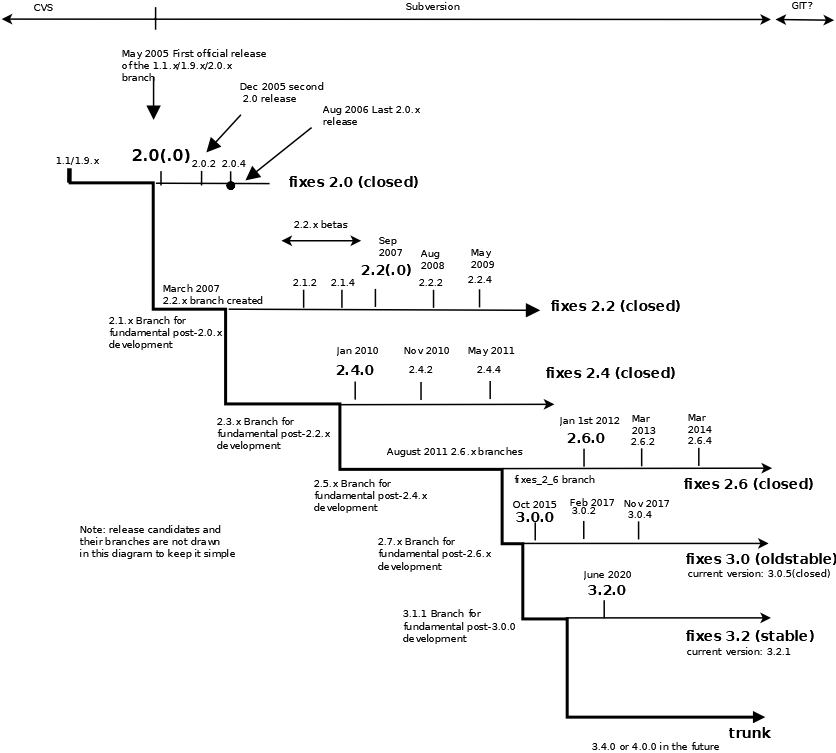 CVS
Subversion
GIT?
May 2005 First official release
of the 1.1.x/1.9.x/2.0.x
branch
Dec 2005 second
2.0 release
Aug 2006 Last 2.0.x
release
1.1/1.9.x
2.0(.0)
2.0.2
2.0.4
fixes 2.0 (closed)
2.2.x betas
Sep
2007
2.2(.0)
Aug
2008
2.2.2
May
2009
2.2.4
2.1.2
2.1.4
March 2007
2.2.x branch created
fixes 2.2 (closed)
2.1.x Branch for
fundamental post-2.0.x
development
Jan 2010
2.4.0
Nov 2010
2.4.2
May 2011
2.4.4
fixes 2.4 (closed)
2.3.x Branch for
fundamental post-2.2.x
development
August 2011 2.6.x branches
Jan 1st 2012
2.6.0
Mar
2013
2.6.2
Mar
2014
2.6.4
fixes_2_6 branch
fixes 2.6 (closed)
2.5.x Branch for
fundamental post-2.4.x
development
Oct 2015
3.0.0
Feb 2017
3.0.2
Nov 2017
3.0.4
Note: release candidates and
their branches are not drawn
in this diagram to keep it simple
2.7.x Branch for
fundamental post-2.6.x
development
fixes 3.0 (oldstable)
current version: 3.0.5(closed)
June 2020
3.2.0
3.1.1 Branch for
fundamental post-3.0.0
development
fixes 3.2 (stable)
current version: 3.2.1
trunk
3.4.0 or 4.0.0 in the future